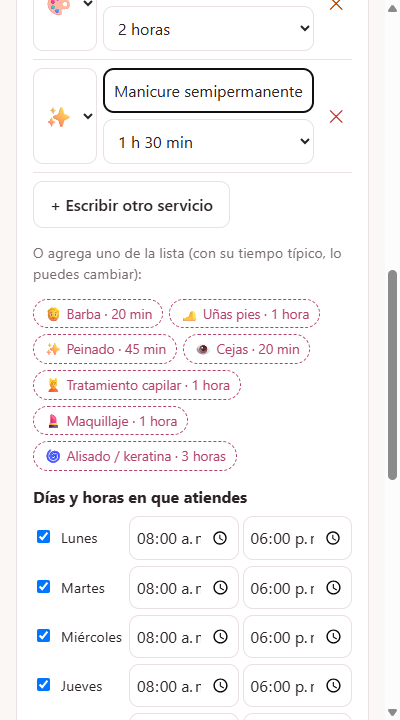 2 horas
Manicure semipermanente
1 h 30 min
+ Escribir otro servicio
O agrega uno de la lista (con su tiempo típico, lo
puedes cambiar):
Barba · 20 min
Uñas pies · 1 hora
Peinado · 45 min
Cejas · 20 min
Tratamiento capilar · 1 hora
Maquillaje · 1 hora
Alisado / keratina · 3 horas
Días y horas en que atiendes
Lunes 08:00 a. 06:00 p.
Martes 08:00 a. 06:00 p.
Miércoles 08:00 a. 06:00 p.
Jueves 08:00 a. 06:00 p.